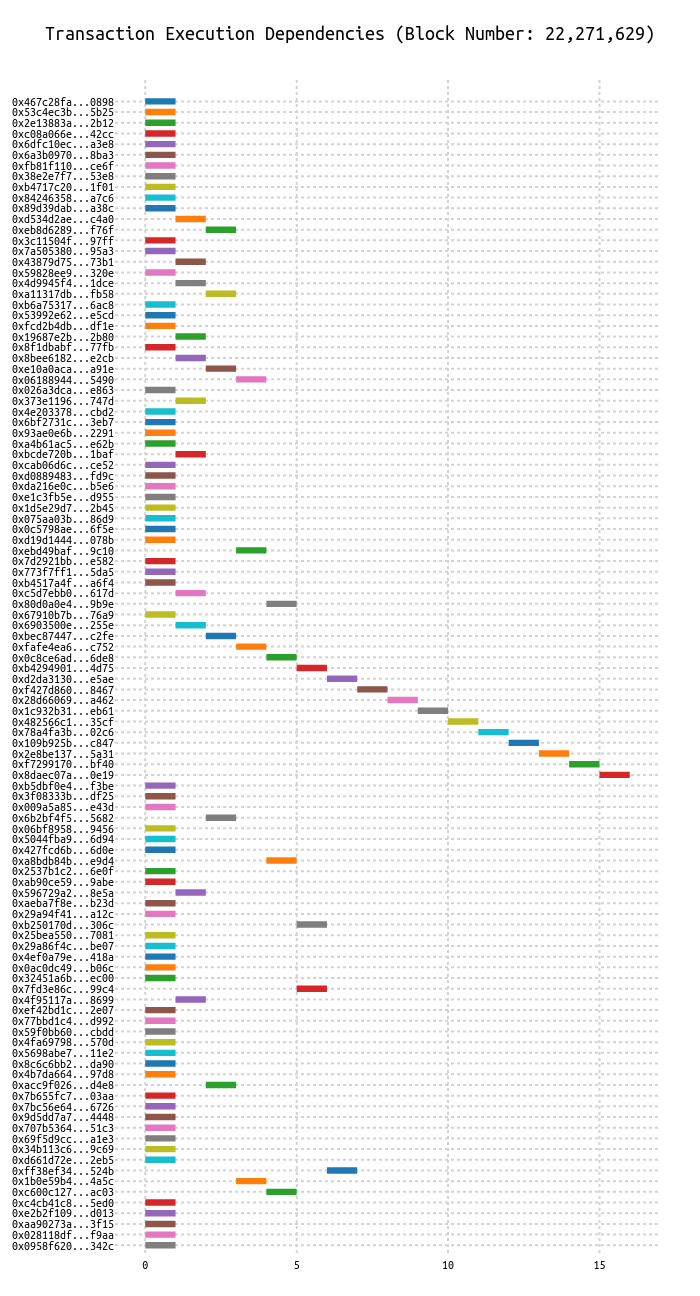 Transaction Execution Dependencies (Block Number: 22,271,629)
0x467c28fa...0898
0x53c4ec3b...5b25
0x2e13883a...2b12
0xc08a066e...42cc
0x6dfc10ec...a3e8
0x6a3b0970...8ba3
0xfb81f110...ce6f
0x38e2e7f7...53e8
0xb4717c20...1f01
0x84246358...a7c6
0x89d39dab...a38c
0xd534d2ae...c4a0
0xeb8d6289...f76f
0x3c11504f...97ff
0x7a505380...95a3
0x43879d75...73b1
0x59828ee9...320e
0x4d9945f4...1dce
0xa11317db...fb58
0xb6a75317...6ac8
0x53992e62...e5cd
0xfcd2b4db...df1e
0x19687e2b...2b80
0x8f1dbabf...77fb
0x8bee6182...e2cb
0xe10a0aca...a91e
0x06188944...5490
0x026a3dca...e863
0x373e1196...747d
0x4e203378...cbd2
0x6bf2731c...3eb7
0x93ae0e6b...2291
0xa4b61ac5...e62b
0xbcde720b...1baf
0xcab06d6c...ce52
0xd0889483...fd9c
0xda216e0c...b5e6
0xe1c3fb5e...d955
0x1d5e29d7...2b45
0x075aa03b...86d9
0x0c5798ae...6f5e
0xd19d1444...078b
0xebd49baf...9c10
0x7d2921bb...e582
0x773f7ff1...5da5
0xb4517a4f...a6f4
0xc5d7ebb0...617d
0x80d0a0e4...9b9e
0x67910b7b...76a9
0x6903500e...255e
0xbec87447...c2fe
0xfafe4ea6...c752
0x0c8ce6ad...6de8
0xb4294901...4d75
0xd2da3130...e5ae
0xf427d860...8467
0x28d66069...a462
0x1c932b31...eb61
0x482566c1...35cf
0x78a4fa3b...02c6
0x109b925b...c847
0x2e8be137...5a31
0xf7299170...bf40
0x8daec07a...0e19
0xb5dbf0e4...f3be
0x3f08333b...df25
0x009a5a85...e43d
0x6b2bf4f5...5682
0x06bf8958...9456
0x5044fba9...6d94
0x427fcd6b...6d0e
0xa8bdb84b...e9d4
0x2537b1c2...6e0f
0xab90ce59...9abe
0x596729a2...8e5a
0xaeba7f8e...b23d
0x29a94f41...a12c
0xb250170d...306c
0x25bea550...7081
0x29a86f4c...be07
0x4ef0a79e...418a
0x0ac0dc49...b06c
0x32451a6b...ec00
0x7fd3e86c...99c4
0x4f95117a...8699
0xef42bd1c...2e07
0x77bbd1c4...d992
0x59f0bb60...cbdd
0x4fa69798...570d
0x5698abe7...11e2
0x8c6c6bb2...da90
0x4b7da664...97d8
0xacc9f026...d4e8
0x7b655fc7...03aa
0x7bc56e64...6726
0x9d5dd7a7...4448
0x707b5364...51c3
0x69f5d9cc...a1e3
0x34b113c6...9c69
0xd661d72e...2eb5
0xff38ef34...524b
0x1b0e59b4...4a5c
0xc600c127...ac03
0xc4cb41c8...5ed0
0xe2b2f109...d013
0xaa90273a...3f15
0x028118df...f9aa
0x0958f620...342c
0 5 10 15